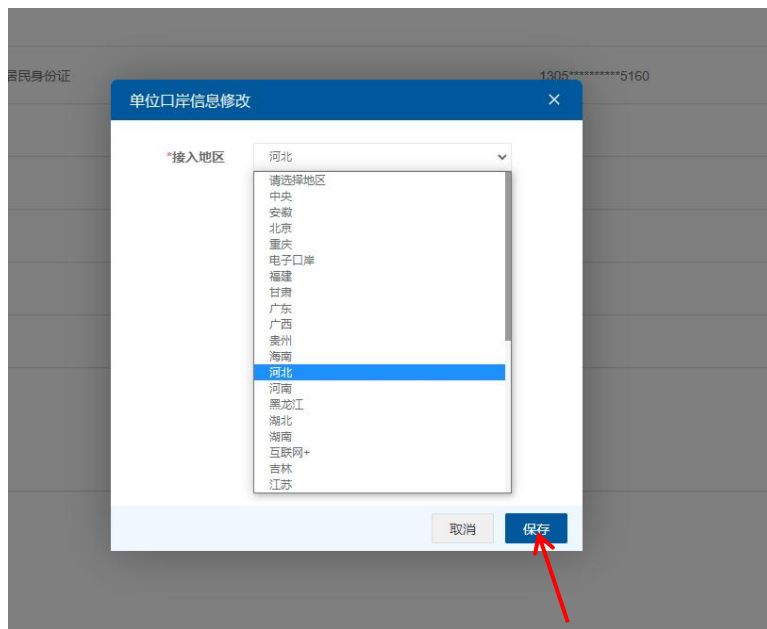 居民身份证
1305**********5160
单位口岸信息修改
*接入地区
河北
请选择地区
中央
安徽
北京
重庆
电子口岸
福建
甘肃
广东
广西
贵州
海南
河北
河南
黑龙江
湖北
湖南
互联网+
吉林
江苏
取消
保存